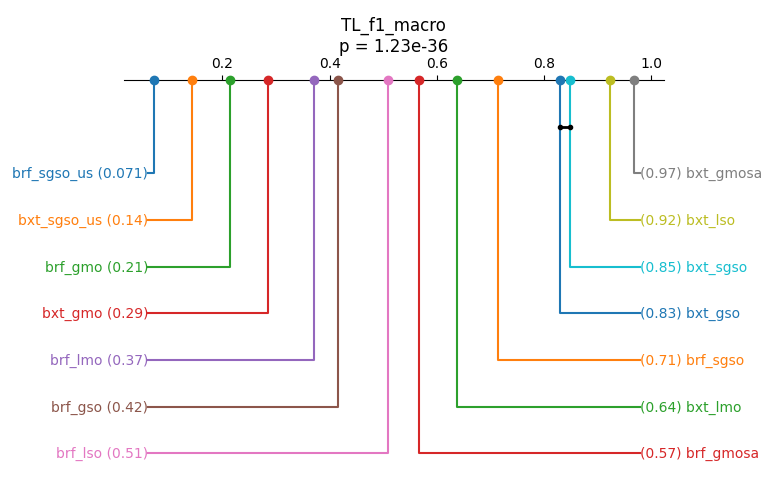 TL_f1_macro
p = 1.23e-36
0.2 0.4 0.6 0.8 1.0
brf_sgso_us (0.071) (0.97) bxt_gmosa
bxt_sgso_us (0.14) (0.92) bxt_lso
brf_gmo (0.21) (0.85) bxt_sgso
bxt_gmo (0.29) (0.83) bxt_gso
brf_lmo (0.37) (0.71) brf_sgso
brf_gso (0.42) (0.64) bxt_lmo
brf_lso (0.51) (0.57) brf_gmosa